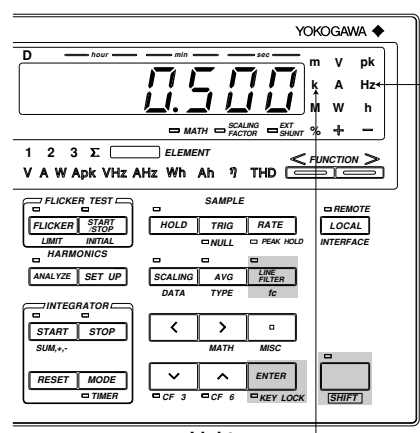 YOKOGAWA
D hour min sec m V pk
0.500 k A Hz
M W h
MATH SCALING FACTOR EXT SHUNT % + −
1 2 3 Σ ELEMENT < FUNCTION >
V A W Apk VHz AHz Wh Ah η THD
FLICKER TEST SAMPLE REMOTE
FLICKER START /STOP HOLD TRIG RATE LOCAL
LIMIT INITIAL NULL PEAK HOLD INTERFACE
HARMONICS
ANALYZE SET UP SCALING AVG LINE FILTER
DATA TYPE fc
INTEGRATOR
START STOP < >
SUM,+,- MATH MISC
RESET MODE ENTER
TIMER CF 3 CF 6 KEY LOCK SHIFT